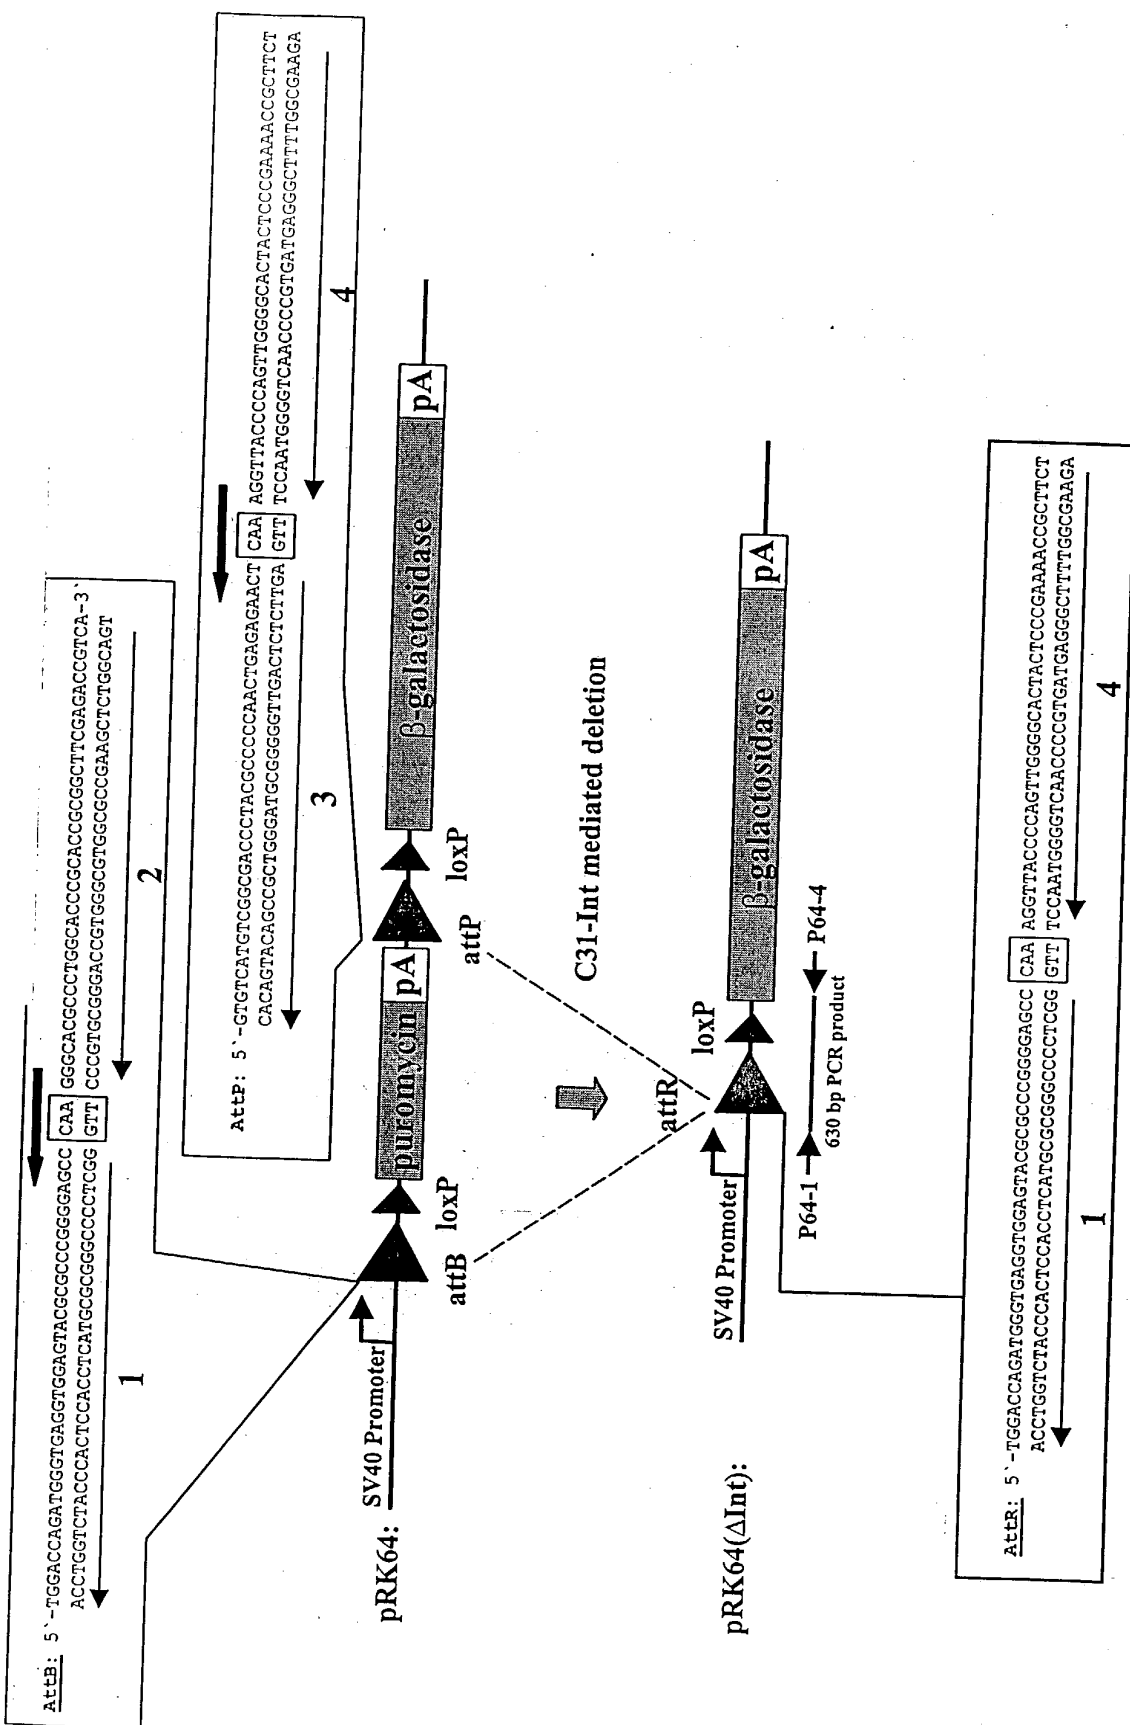 AttB: 5`-TGGACCAGATGGGTGAGGTGGAGTACGCGCCCGGGGAGCC CAA GGGCACGCCCTGGCACCCGCACCGCGGCTTCGAGACCGTCA-3`
ACCTGGTCTACCCACTCCACCTCATGCGCGGGCCCCTCGG GTT CCCGTGCGGGACCGTGGGCGTGGCGCCGAAGCTCTGGCAGT
1 2
AttP: 5`-GTGTCATGTCGGCGACCCTACGCCCCCAACTGAGAGAACT CAA AGGTTACCCCAGTTGGGGCACTACTCCCGAAAACCGCTTCT
CACAGTACAGCCGCTGGGATGCGGGGGTTGACTCTCTTGA GTT TCCAATGGGGTCAACCCCGTGATGAGGGCTTTTGGCGAAGA
3 4
pRK64:
SV40 Promoter
attB
loxP
puromycin
pA
attP
loxP
β-galactosidase
pA
C31-Int mediated deletion
pRK64(ΔInt):
SV40 Promoter
attR
loxP
β-galactosidase
pA
P64-1
P64-4
630 bp PCR product
AttR: 5`-TGGACCAGATGGGTGAGGTGGAGTACGCGCCCGGGGAGCC CAA AGGTTACCCCAGTTGGGGCACTACTCCCGAAAACCGCTTCT
ACCTGGTCTACCCACTCCACCTCATGCGCGGGCCCCTCGG GTT TCCAATGGGGTCAACCCCGTGATGAGGGCTTTTGGCGAAGA
1 4